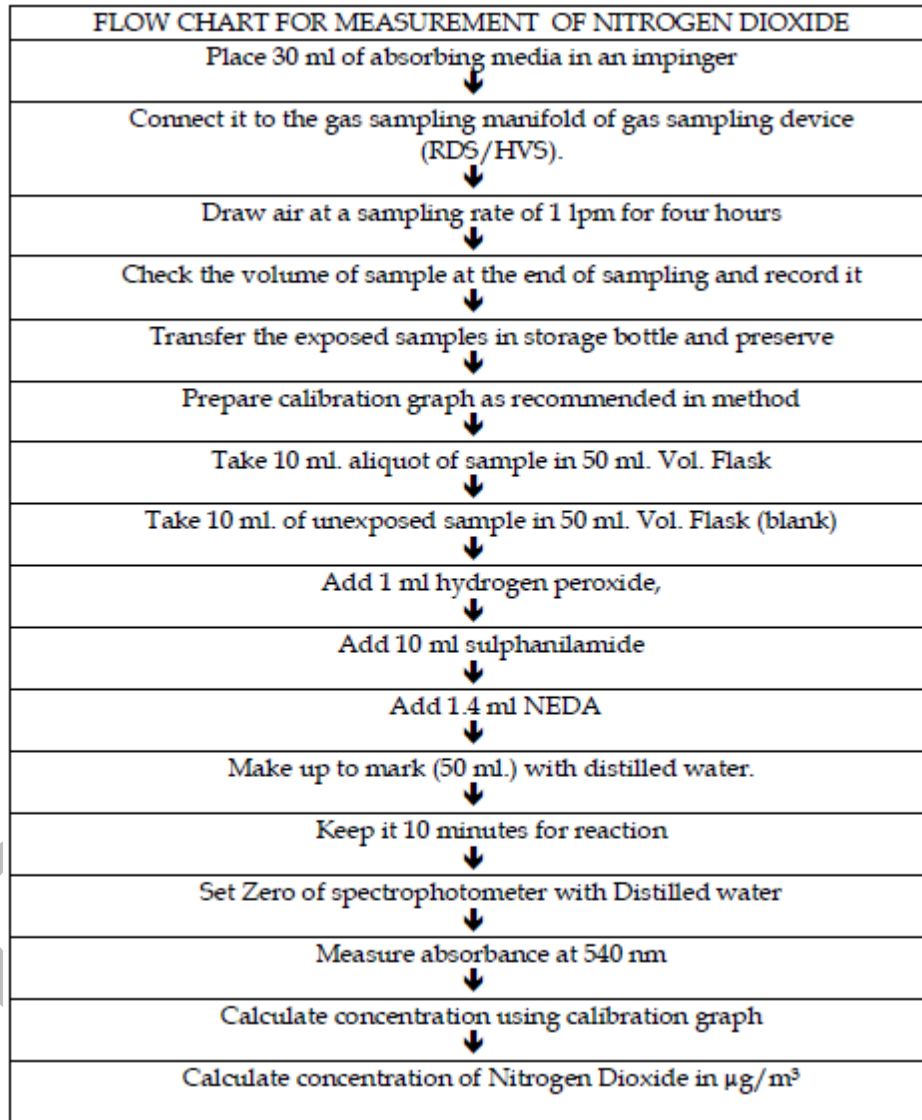 FLOW CHART FOR MEASUREMENT OF NITROGEN DIOXIDE
Place 30 ml of absorbing media in an impinger
Connect it to the gas sampling manifold of gas sampling device
(RDS/HVS).
Draw air at a sampling rate of 1 lpm for four hours
Check the volume of sample at the end of sampling and record it
Transfer the exposed samples in storage bottle and preserve
Prepare calibration graph as recommended in method
Take 10 ml. aliquot of sample in 50 ml. Vol. Flask
Take 10 ml. of unexposed sample in 50 ml. Vol. Flask (blank)
Add 1 ml hydrogen peroxide,
Add 10 ml sulphanilamide
Add 1.4 ml NEDA
Make up to mark (50 ml.) with distilled water.
Keep it 10 minutes for reaction
Set Zero of spectrophotometer with Distilled water
Measure absorbance at 540 nm
Calculate concentration using calibration graph
Calculate concentration of Nitrogen Dioxide in µg/m³